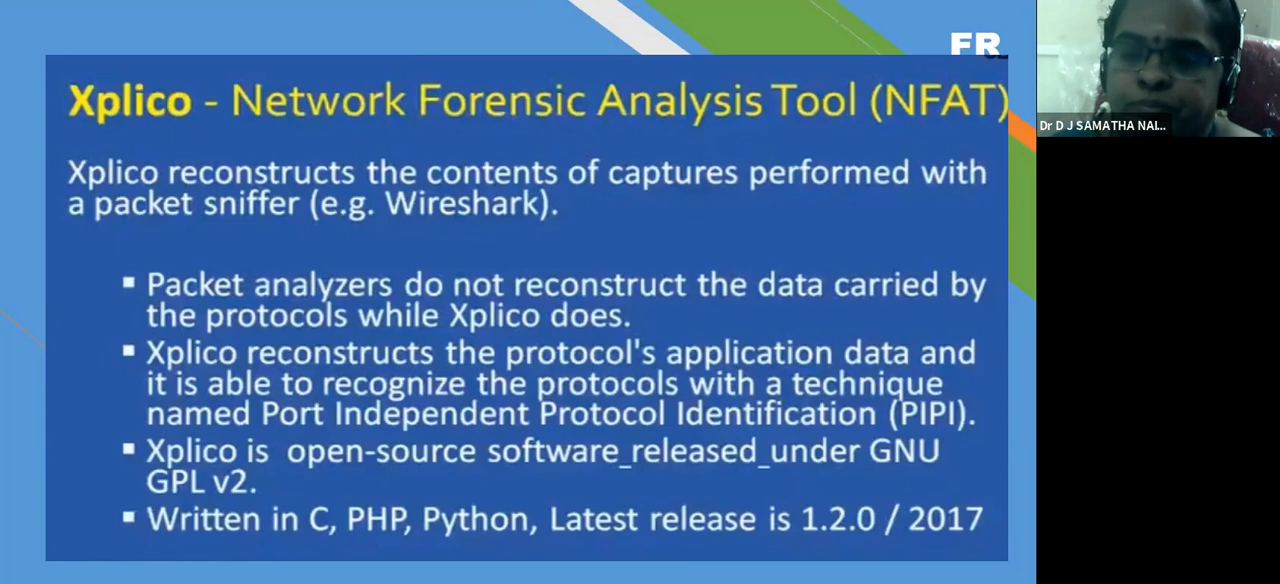 FR
Xplico - Network Forensic Analysis Tool (NFAT)
Xplico reconstructs the contents of captures performed with
a packet sniffer (e.g. Wireshark).
▪ Packet analyzers do not reconstruct the data carried by
the protocols while Xplico does.
▪ Xplico reconstructs the protocol's application data and
it is able to recognize the protocols with a technique
named Port Independent Protocol Identification (PIPI).
▪ Xplico is open-source software_released_under GNU
GPL v2.
▪ Written in C, PHP, Python, Latest release is 1.2.0 / 2017
Dr D J SAMATHA NAI...